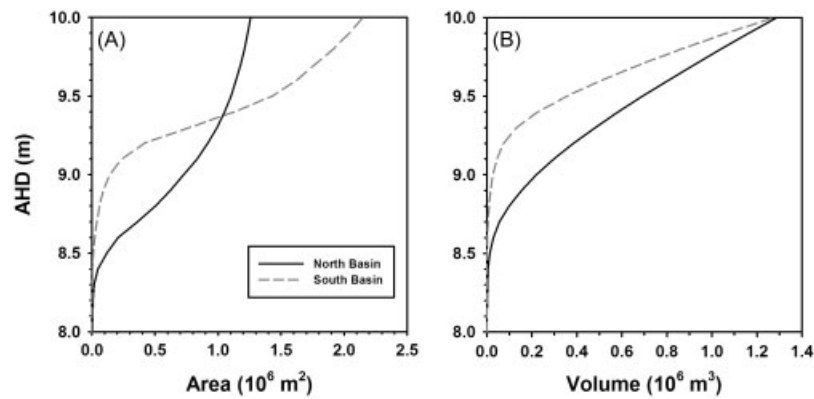 (A)
AHD (m)
10.0
9.5
9.0
8.5
8.0
North Basin
South Basin
0.0 0.5 1.0 1.5 2.0 2.5
Area (10⁶ m²)
(B)
10.0
9.5
9.0
8.5
8.0
0.0 0.2 0.4 0.6 0.8 1.0 1.2 1.4
Volume (10⁶ m³)